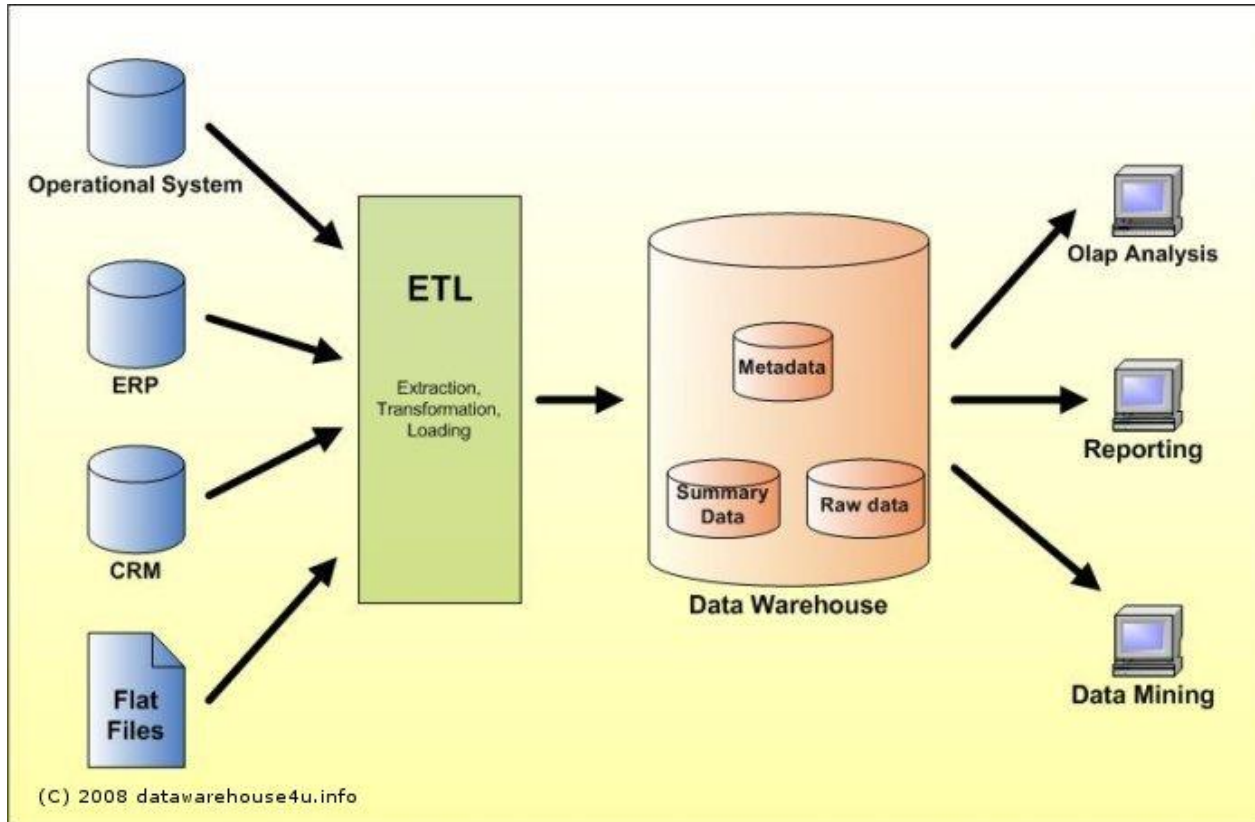 Operational System
ERP
CRM
Flat
Files
ETL
Extraction,
Transformation,
Loading
Metadata
Summary
Data
Raw data
Data Warehouse
Olap Analysis
Reporting
Data Mining
(C) 2008 datawarehouse4u.info